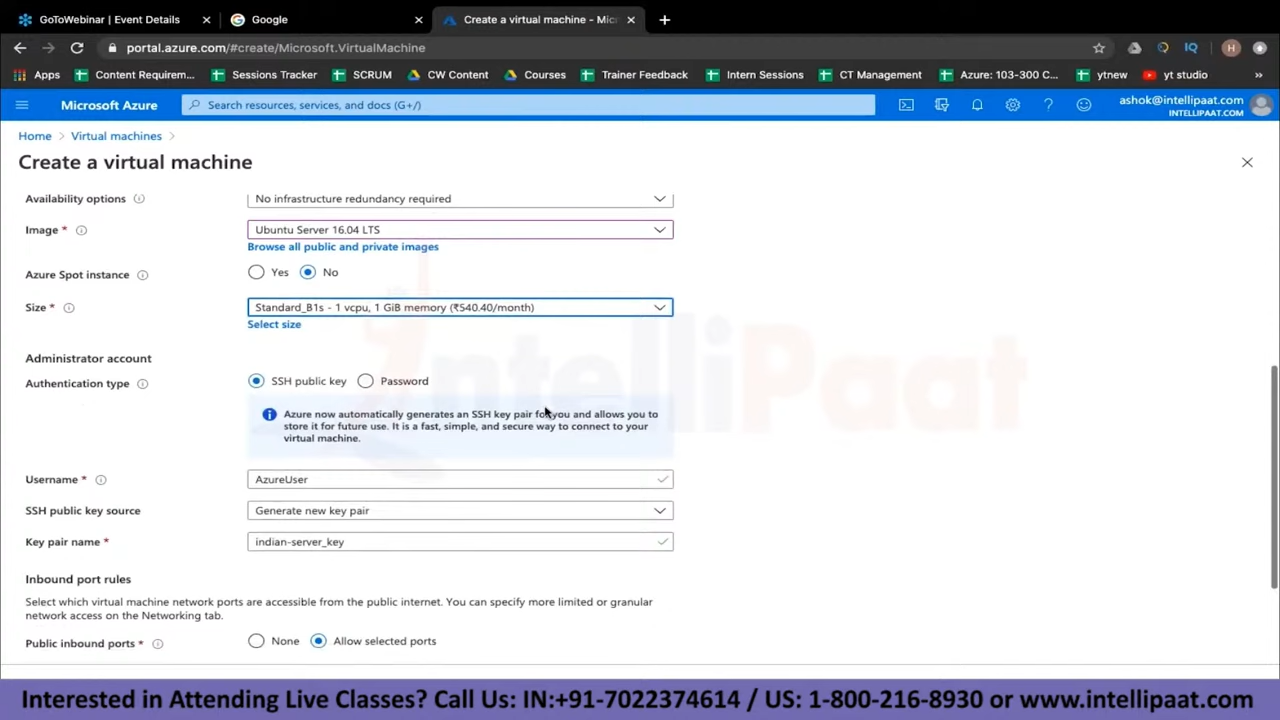 GoToWebinar | Event Details
Google
Create a virtual machine - Mic
portal.azure.com/#create/Microsoft.VirtualMachine
IQ
H
Apps
Content Requirem...
Sessions Tracker
SCRUM
CW Content
Courses
Trainer Feedback
Intern Sessions
CT Management
Azure: 103-300 C...
ytnew
yt studio
»
Microsoft Azure
Search resources, services, and docs (G+/)
ashok@intellipaat.com
INTELLIPAAT.COM
Home > Virtual machines >
Create a virtual machine
Availability options
No infrastructure redundancy required
Image *
Ubuntu Server 16.04 LTS
Browse all public and private images
Azure Spot instance
Yes No
Size *
Standard_B1s - 1 vcpu, 1 GiB memory (₹540.40/month)
Select size
Administrator account
Authentication type
SSH public key Password
Azure now automatically generates an SSH key pair for you and allows you to
store it for future use. It is a fast, simple, and secure way to connect to your
virtual machine.
IntelliPaat
Username *
AzureUser
SSH public key source
Generate new key pair
Key pair name *
indian-server_key
Inbound port rules
Select which virtual machine network ports are accessible from the public internet. You can specify more limited or granular
network access on the Networking tab.
Public inbound ports *
None Allow selected ports
Interested in Attending Live Classes? Call Us: IN:+91-7022374614 / US: 1-800-216-8930 or www.intellipaat.com